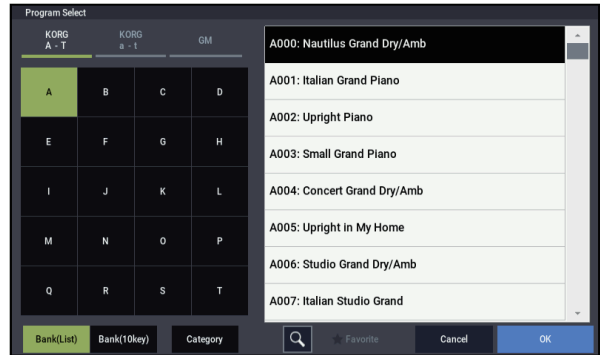 Program Select
KORG
A - T
KORG
a - t
GM
A
B
C
D
E
F
G
H
I
J
K
L
M
N
O
P
Q
R
S
T
A000: Nautilus Grand Dry/Amb
A001: Italian Grand Piano
A002: Upright Piano
A003: Small Grand Piano
A004: Concert Grand Dry/Amb
A005: Upright in My Home
A006: Studio Grand Dry/Amb
A007: Italian Studio Grand
Bank(List)
Bank(10key)
Category
Favorite
Cancel
OK